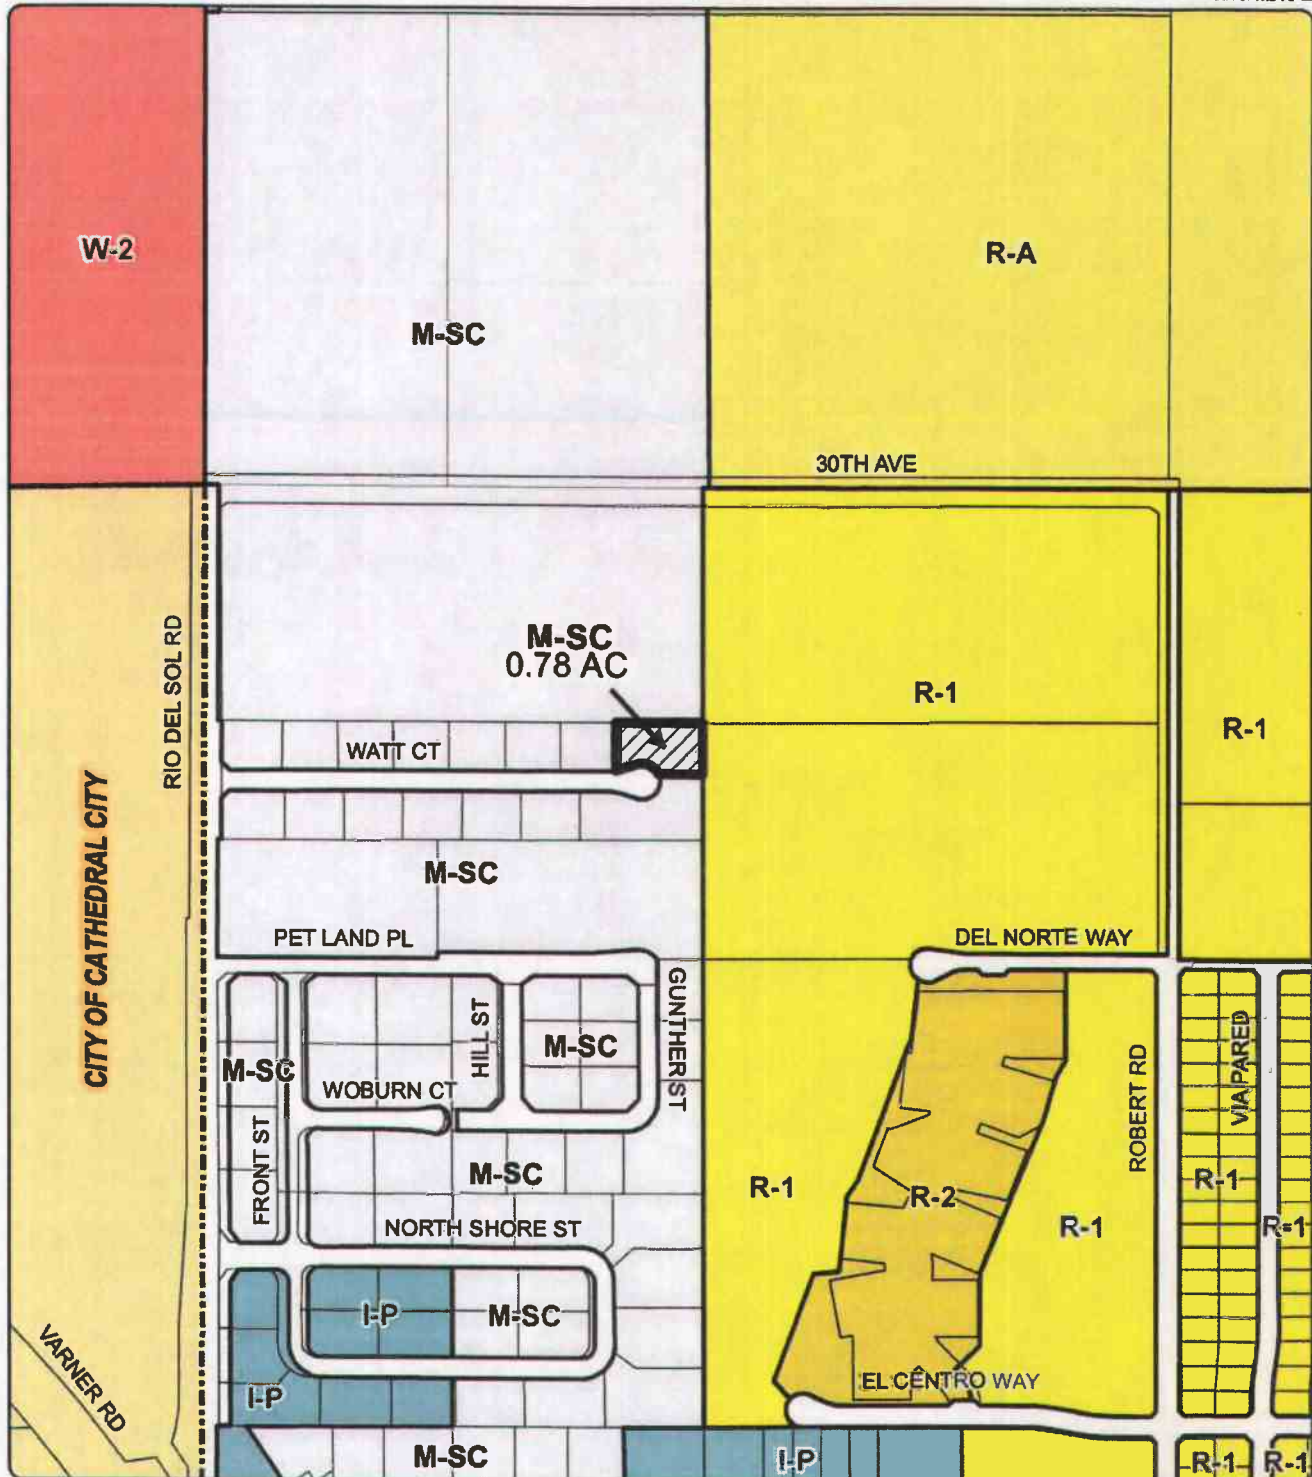 W-2
R-A
M-SC
30TH AVE
RIO DEL SOL RD
M-SC
0.78 AC
R-1
R-1
WATT CT
CITY OF CATHEDRAL CITY
M-SC
PET LAND PL
DEL NORTE WAY
GUNTHER ST
HILL ST
M-SC
M-SC
WOBURN CT
VIA PARED
ROBERT RD
FRONT ST
M-SC
R-1
R-2
R-1
R-1
R-1
NORTH SHORE ST
I-P
M-SC
VARNER RD
I-P
EL CENTRO WAY
M-SC
I-P
R-1
R-1